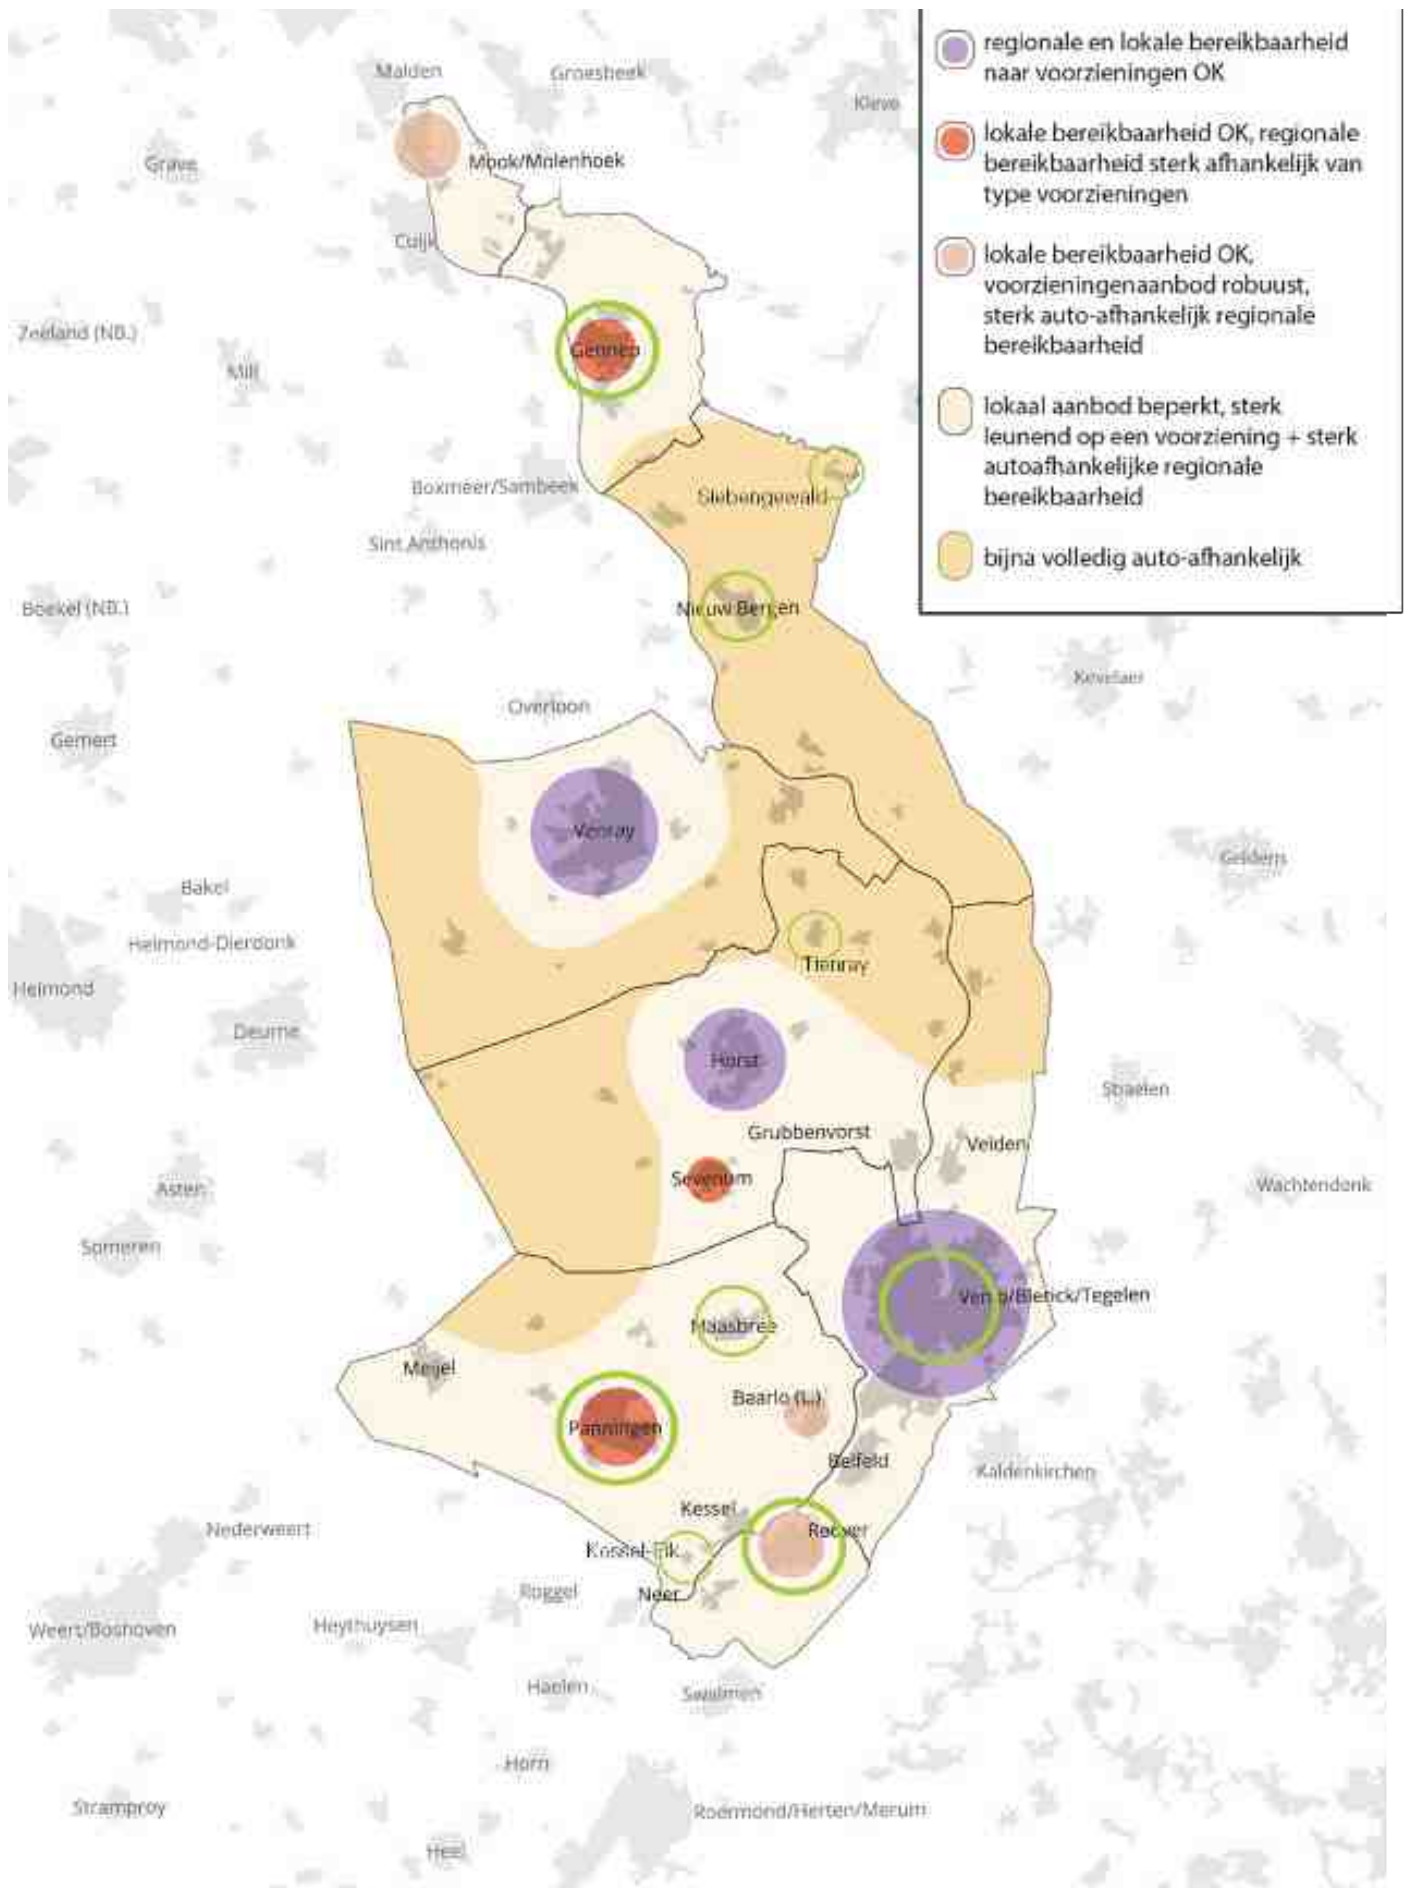 regionale en lokale bereikbaarheid
naar voorzieningen OK
lokale bereikbaarheid OK, regionale
bereikbaarheid sterk afhankelijk van
type voorzieningen
lokale bereikbaarheid OK,
voorzieningenaanbod robuust,
sterk auto-afhankelijk regionale
bereikbaarheid
lokaal aanbod beperkt, sterk
leunend op een voorziening + sterk
autoafhankelijke regionale
bereikbaarheid
bijna volledig auto-afhankelijk
Malden
Groesbeek
Kleve
Grave
Mook/Molenhoek
Cuijk
Zeeland (NB.)
Gennep
Mill
Boxmeer/Sambeek
Siebengewald
Sint Anthonis
Boekel (NB.)
Nieuw Bergen
Kevelaer
Overloon
Gemert
Venray
Geldern
Bakel
Helmond-Dierdonk
Tienray
Helmond
Deurne
Horst
Straelen
Grubbenvorst
Velden
Sevenum
Asten
Wachtendonk
Someren
Venlo/Blerick/Tegelen
Maasbree
Meijel
Baarlo (L.)
Panningen
Belfeld
Kaldenkirchen
Kessel
Nederweert
Reuver
Kessel-Eik
Roggel
Neer
Weert/Boshoven
Heythuysen
Haelen
Swalmen
Horn
Stramproy
Roermond/Herten/Merum
Heel